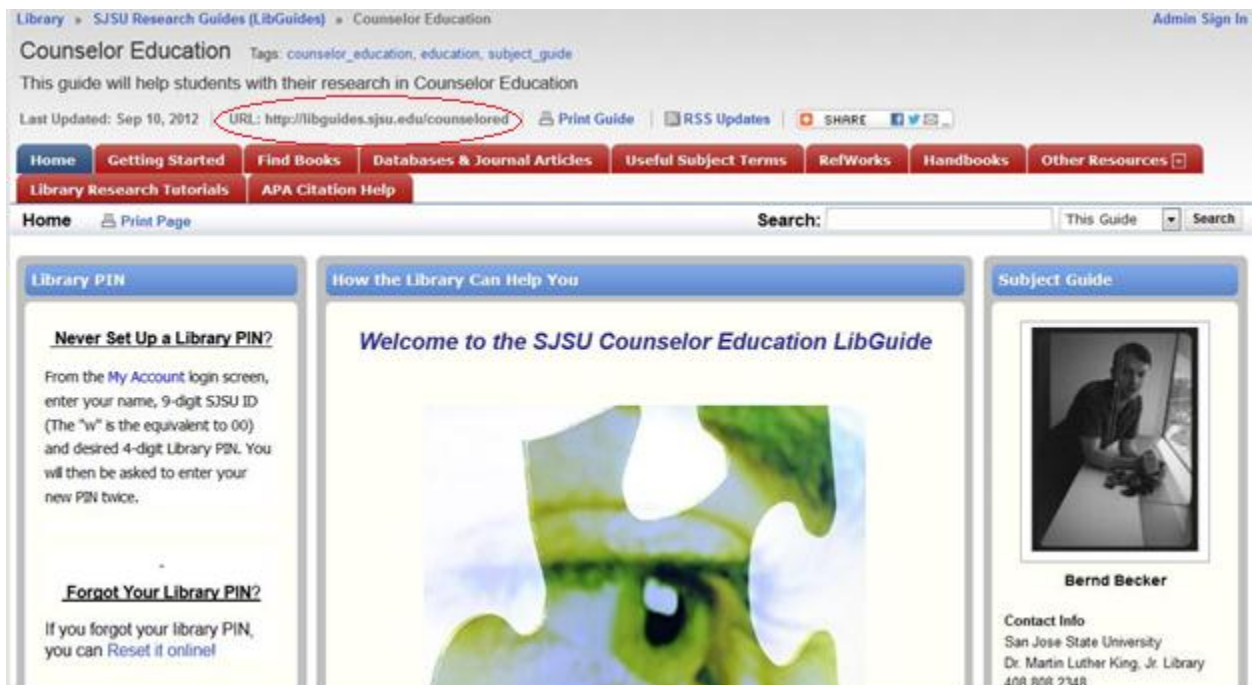 Library » SJSU Research Guides (LibGuides) » Counselor Education Admin Sign In
Counselor Education Tags: counselor_education, education, subject_guide
This guide will help students with their research in Counselor Education
Last Updated: Sep 10, 2012 URL: http://libguides.sjsu.edu/counselored Print Guide RSS Updates SHARE
Home Getting Started Find Books Databases & Journal Articles Useful Subject Terms RefWorks Handbooks Other Resources
Library Research Tutorials APA Citation Help
Home Print Page Search: This Guide Search
Library PIN
Never Set Up a Library PIN?
From the My Account login screen,
enter your name, 9-digit SJSU ID
(The "w" is the equivalent to 00)
and desired 4-digit Library PIN. You
will then be asked to enter your
new PIN twice.
-
Forgot Your Library PIN?
If you forgot your library PIN,
you can Reset it online!
How the Library Can Help You
Welcome to the SJSU Counselor Education LibGuide
Subject Guide
Bernd Becker
Contact Info
San Jose State University
Dr. Martin Luther King, Jr. Library
408.808.2348